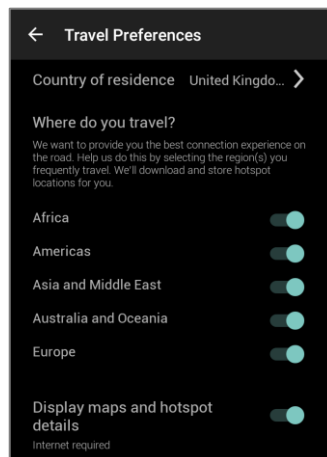 Travel Preferences
Country of residence United Kingdo...
Where do you travel?
We want to provide you the best connection experience on
the road. Help us do this by selecting the region(s) you
frequently travel. We'll download and store hotspot
locations for you.
Africa
Americas
Asia and Middle East
Australia and Oceania
Europe
Display maps and hotspot
details
Internet required